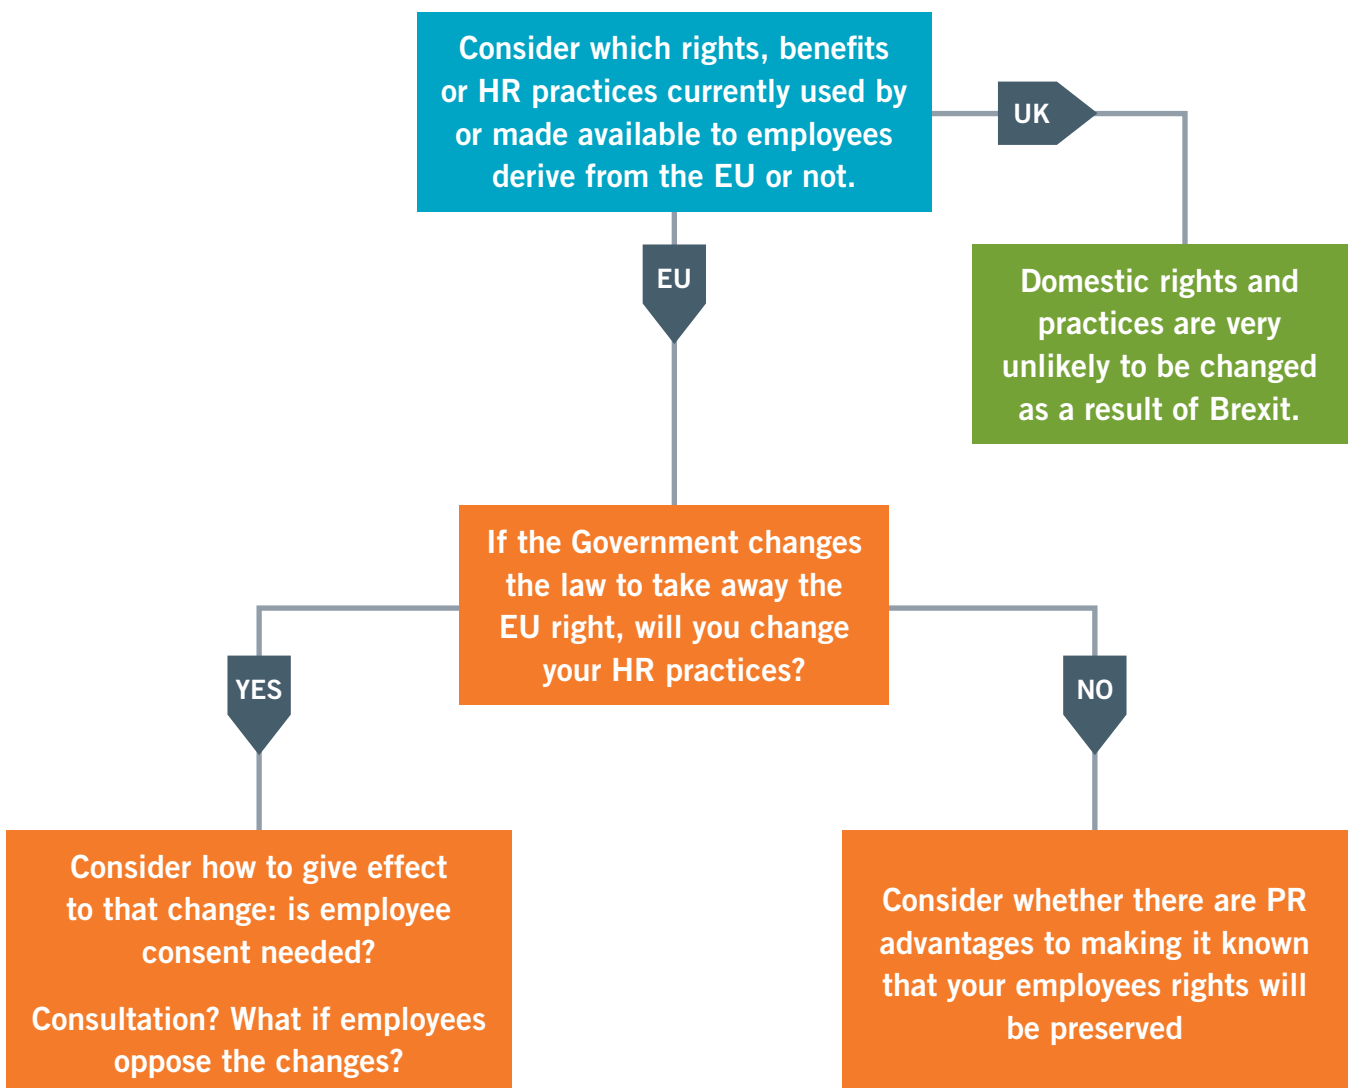 Consider which rights, benefits
or HR practices currently used by
or made available to employees
derive from the EU or not.
UK
EU
Domestic rights and
practices are very
unlikely to be changed
as a result of Brexit.
If the Government changes
the law to take away the
EU right, will you change
your HR practices?
YES
NO
Consider how to give effect
to that change: is employee
consent needed?
Consultation? What if employees
oppose the changes?
Consider whether there are PR
advantages to making it known
that your employees rights will
be preserved